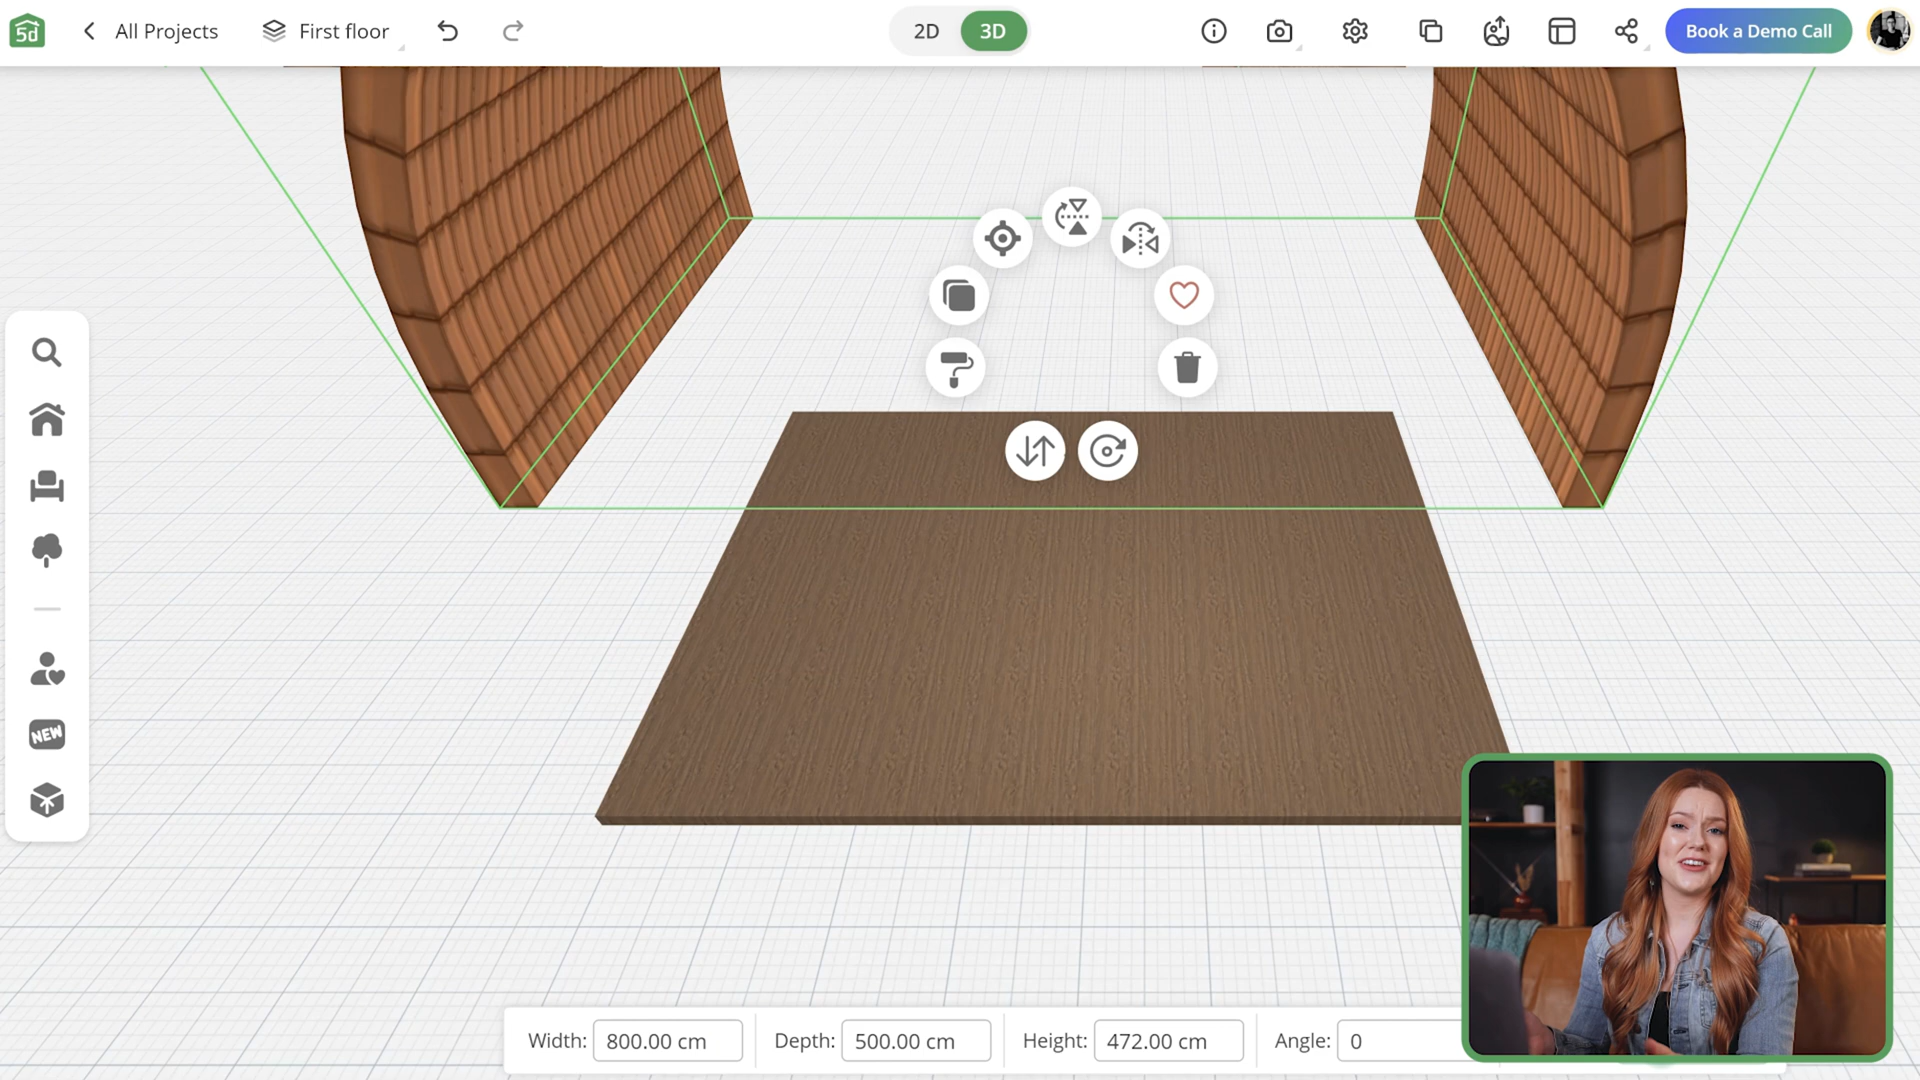 5d
All Projects
First floor
2D
3D
Book a Demo Call
NEW
Width: 800.00 cm
Depth: 500.00 cm
Height: 472.00 cm
Angle: 0